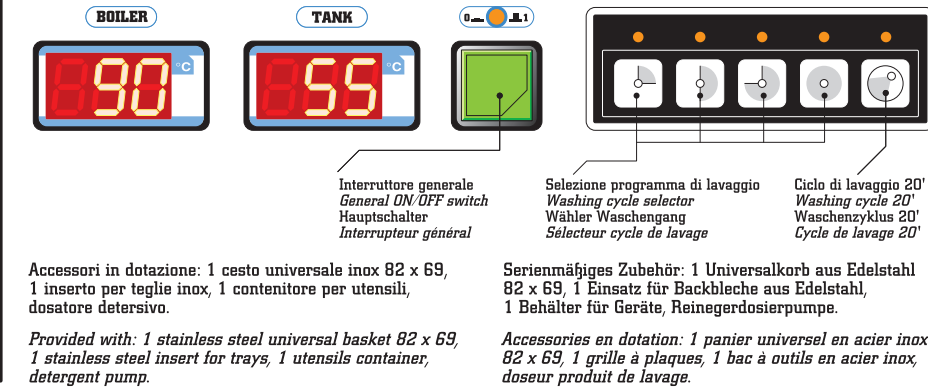 BOILER
TANK
0 1
90 °C
55 °C
Interruttore generale
General ON/OFF switch
Hauptschalter
Interrupteur général
Selezione programma di lavaggio
Washing cycle selector
Wähler Waschengang
Sélecteur cycle de lavage
Ciclo di lavaggio 20'
Washing cycle 20'
Waschenzyklus 20'
Cycle de lavage 20'
Accessori in dotazione: 1 cesto universale inox 82 x 69,
1 inserto per teglie inox, 1 contenitore per utensili,
dosatore detersivo.
Provided with: 1 stainless steel universal basket 82 x 69,
1 stainless steel insert for trays, 1 utensils container,
detergent pump.
Serienmäßiges Zubehör: 1 Universalkorb aus Edelstahl
82 x 69, 1 Einsatz für Backbleche aus Edelstahl,
1 Behälter für Geräte, Reinegerdosierpumpe.
Accessories en dotation: 1 panier universel en acier inox
82 x 69, 1 grille à plaques, 1 bac à outils en acier inox,
doseur produit de lavage.